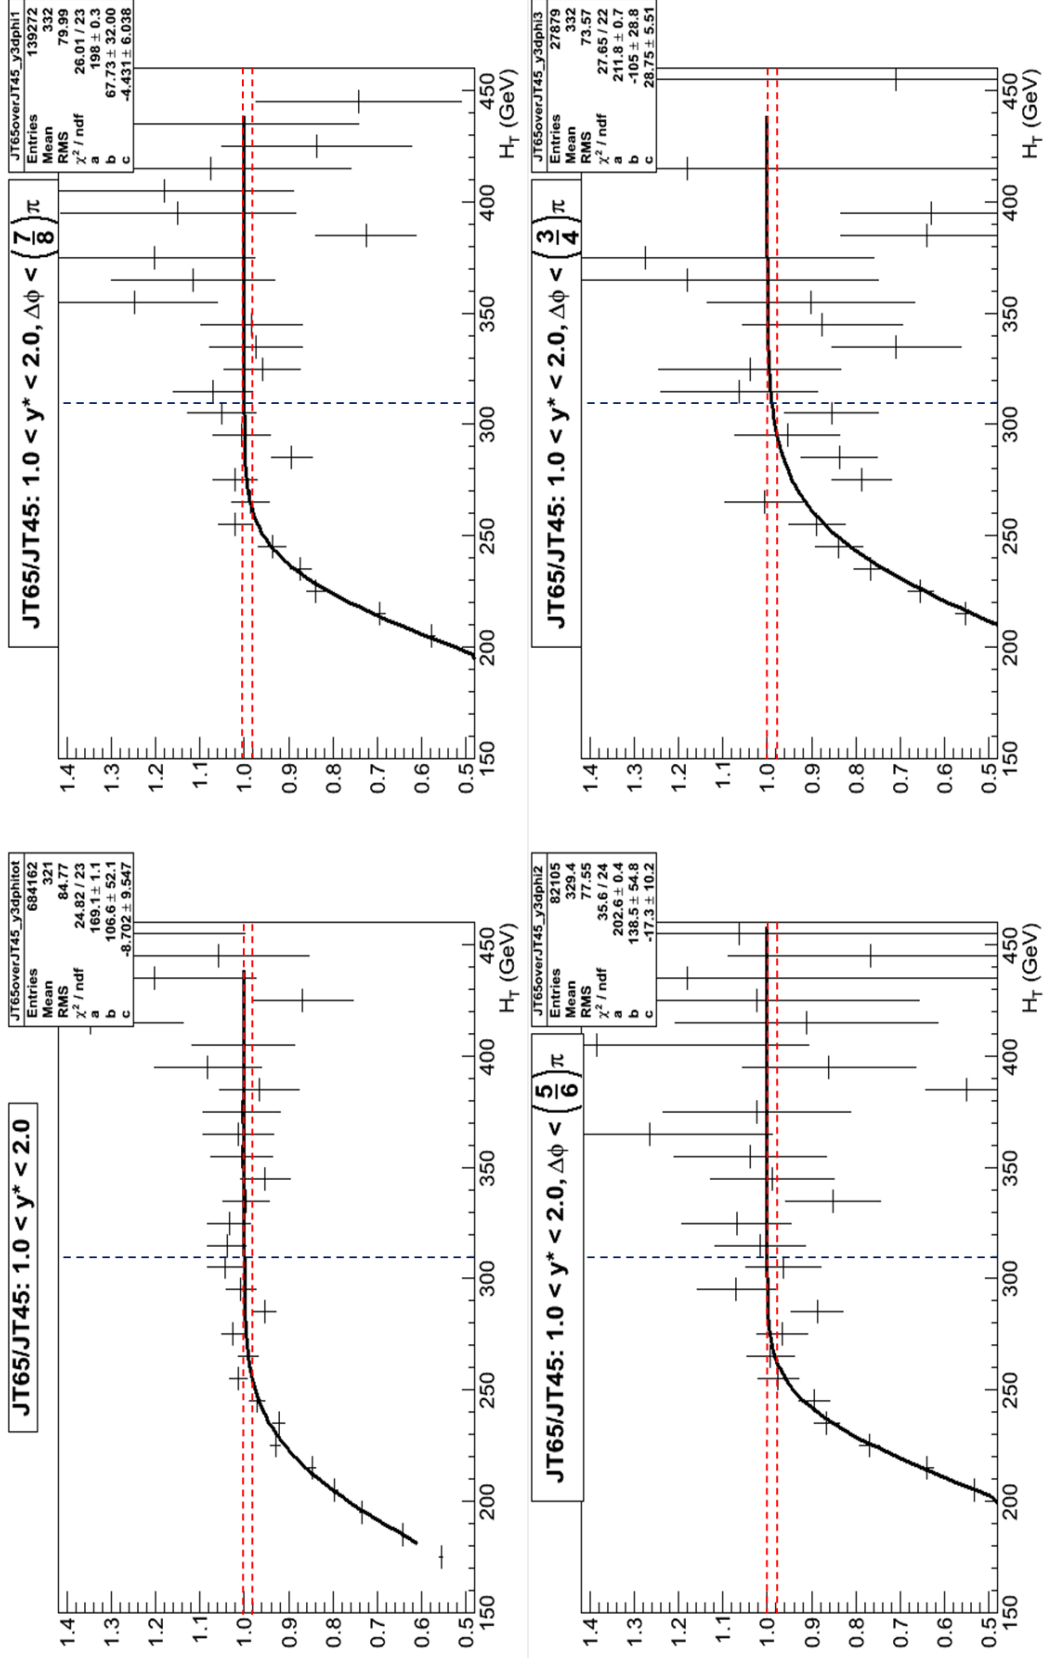 JT65/JT45: 1.0 < y* < 2.0
JT65overJT45_y3dphitot
Entries 684162
Mean 321
RMS 84.77
χ² / ndf 24.82 / 23
a 169.1 ± 1.1
b 106.6 ± 52.1
c -8.702 ± 9.547
1.4
1.3
1.2
1.1
1.0
0.9
0.8
0.7
0.6
0.5
150 200 250 300 350 400 450
H_T (GeV)
JT65/JT45: 1.0 < y* < 2.0, Δϕ < (7/8)π
JT65overJT45_y3dphi1
Entries 139272
Mean 332
RMS 79.99
χ² / ndf 26.01 / 23
a 198 ± 0.3
b 67.73 ± 32.00
c -4.431 ± 6.038
1.4
1.3
1.2
1.1
1.0
0.9
0.8
0.7
0.6
0.5
150 200 250 300 350 400 450
H_T (GeV)
JT65/JT45: 1.0 < y* < 2.0, Δϕ < (5/6)π
JT65overJT45_y3dphi2
Entries 82105
Mean 329.4
RMS 77.55
χ² / ndf 35.6 / 24
a 202.6 ± 0.4
b 138.5 ± 54.8
c -17.3 ± 10.2
1.4
1.3
1.2
1.1
1.0
0.9
0.8
0.7
0.6
0.5
150 200 250 300 350 400 450
H_T (GeV)
JT65/JT45: 1.0 < y* < 2.0, Δϕ < (3/4)π
JT65overJT45_y3dphi3
Entries 27879
Mean 332
RMS 73.57
χ² / ndf 27.65 / 22
a 211.8 ± 0.7
b -105 ± 28.8
c 28.75 ± 5.51
1.4
1.3
1.2
1.1
1.0
0.9
0.8
0.7
0.6
0.5
150 200 250 300 350 400 450
H_T (GeV)